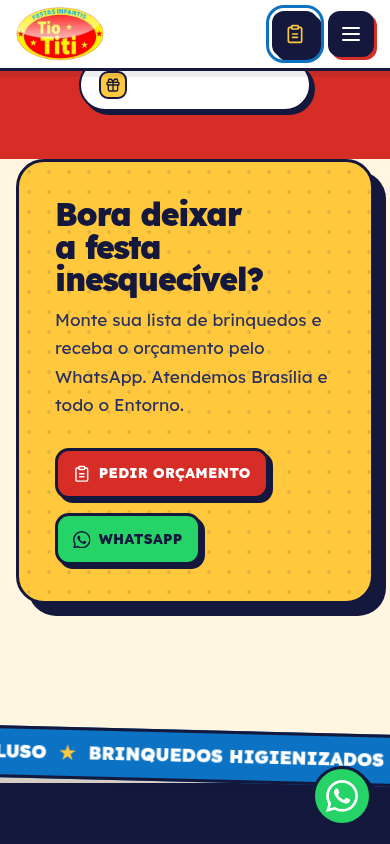 FESTAS INFANTIS
Tio
Titi
Bora deixar
a festa
inesquecível?
Monte sua lista de brinquedos e
receba o orçamento pelo
WhatsApp. Atendemos Brasília e
todo o Entorno.
PEDIR ORÇAMENTO
WHATSAPP
LUSO ★ BRINQUEDOS HIGIENIZADOS